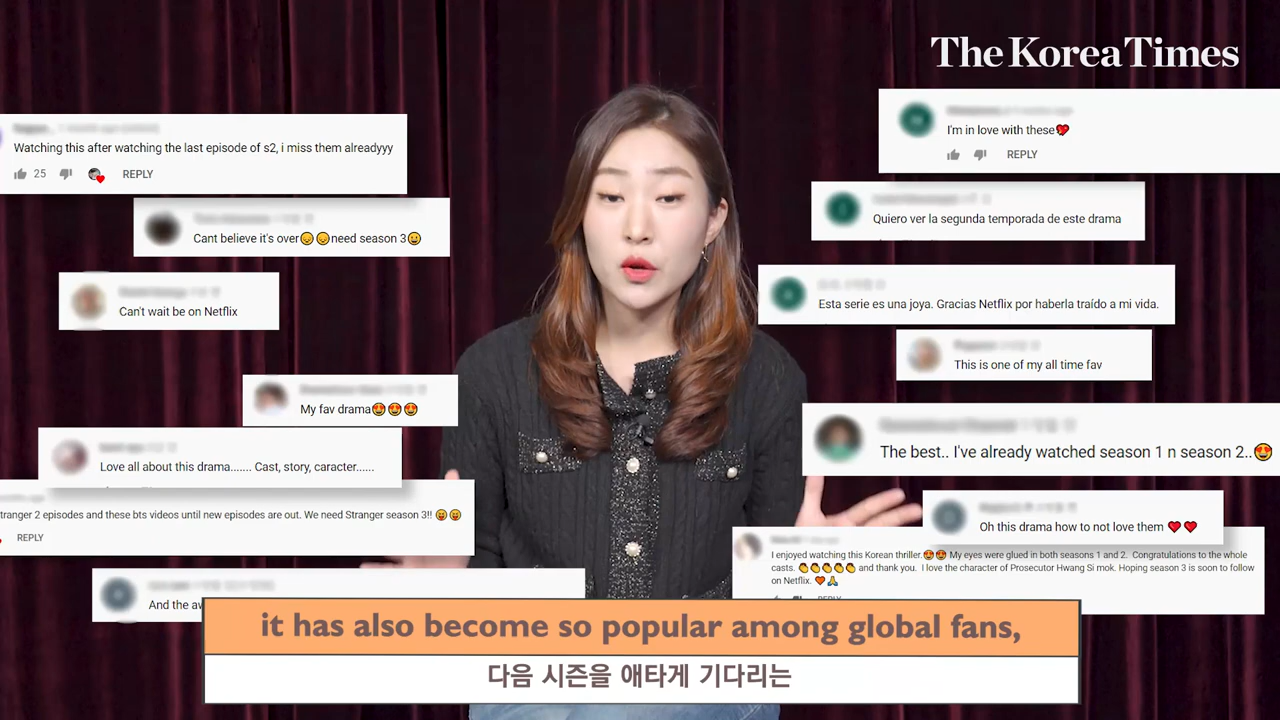 The Korea Times
Watching this after watching the last episode of s2, i miss them alreadyyy
25 REPLY
Cant believe it's over😞😞need season 3😖
Can't wait be on Netflix
My fav drama😍😍😍
Love all about this drama....... Cast, story, caracter......
tranger 2 episodes and these bts videos until new episodes are out. We need Stranger season 3!! 😝😝
REPLY
And the aw
I'm in love with these💖
REPLY
Quiero ver la segunda temporada de este drama
Esta serie es una joya. Gracias Netflix por haberla traído a mi vida.
This is one of my all time fav
The best.. I've already watched season 1 n season 2..😍
Oh this drama how to not love them ❤️ ❤️
I enjoyed watching this Korean thriller.😍😍 My eyes were glued in both seasons 1 and 2. Congratulations to the whole
casts. 👏👏👏👏👏 and thank you. I love the character of Prosecutor Hwang Si mok. Hoping season 3 is soon to follow
on Netflix. ❤️🙏
REPLY
it has also become so popular among global fans,
다음 시즌을 애타게 기다리는